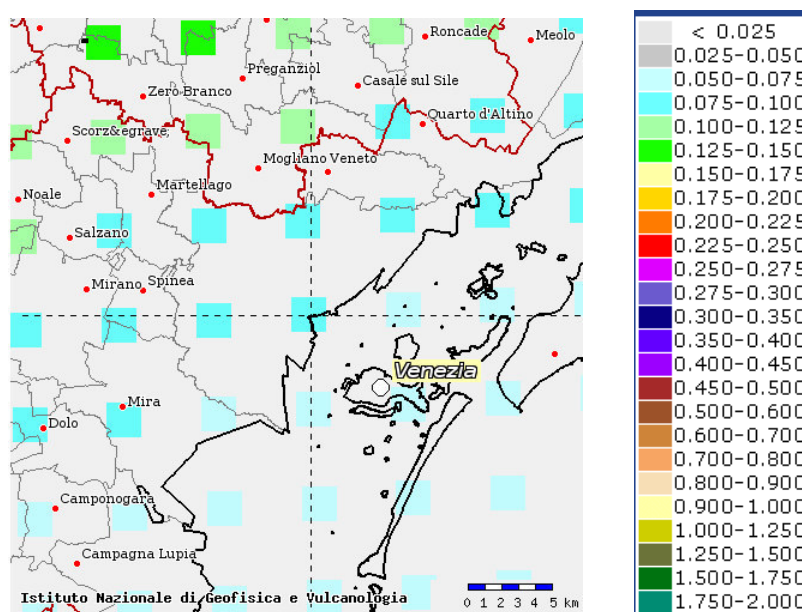 Roncade
Meolo
Preganziol
Casale sul Sile
Zero Branco
Quarto d'Altino
Scorz&egrave;
Mogliano Veneto
Martellago
Noale
Salzano
Mirano
Spinea
Venezia
Mira
Dolo
Camponogara
Campagna Lupia
Istituto Nazionale di Geofisica e Vulcanologia
0 1 2 3 4 5 km
< 0.025
0.025-0.050
0.050-0.075
0.075-0.100
0.100-0.125
0.125-0.150
0.150-0.175
0.175-0.200
0.200-0.225
0.225-0.250
0.250-0.275
0.275-0.300
0.300-0.350
0.350-0.400
0.400-0.450
0.450-0.500
0.500-0.600
0.600-0.700
0.700-0.800
0.800-0.900
0.900-1.000
1.000-1.250
1.250-1.500
1.500-1.750
1.750-2.000